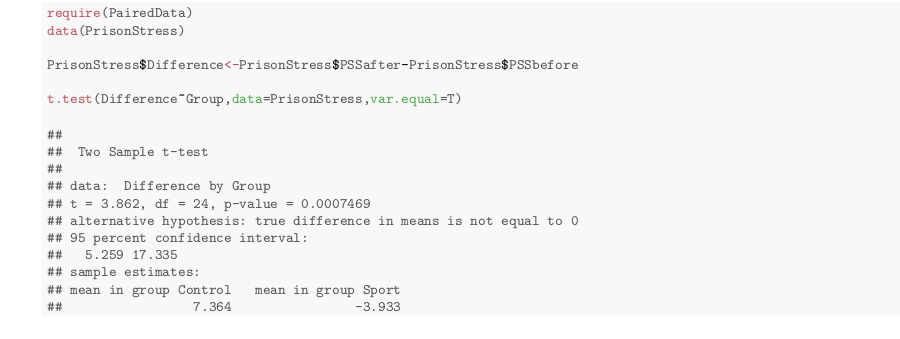 require(PairedData)
data(PrisonStress)
PrisonStress$Difference<-PrisonStress$PSSafter-PrisonStress$PSSbefore
t.test(Difference~Group,data=PrisonStress,var.equal=T)
##
##  Two Sample t-test
##
## data:  Difference by Group
## t = 3.862, df = 24, p-value = 0.0007469
## alternative hypothesis: true difference in means is not equal to 0
## 95 percent confidence interval:
##   5.259 17.335
## sample estimates:
## mean in group Control   mean in group Sport
##                 7.364                -3.933